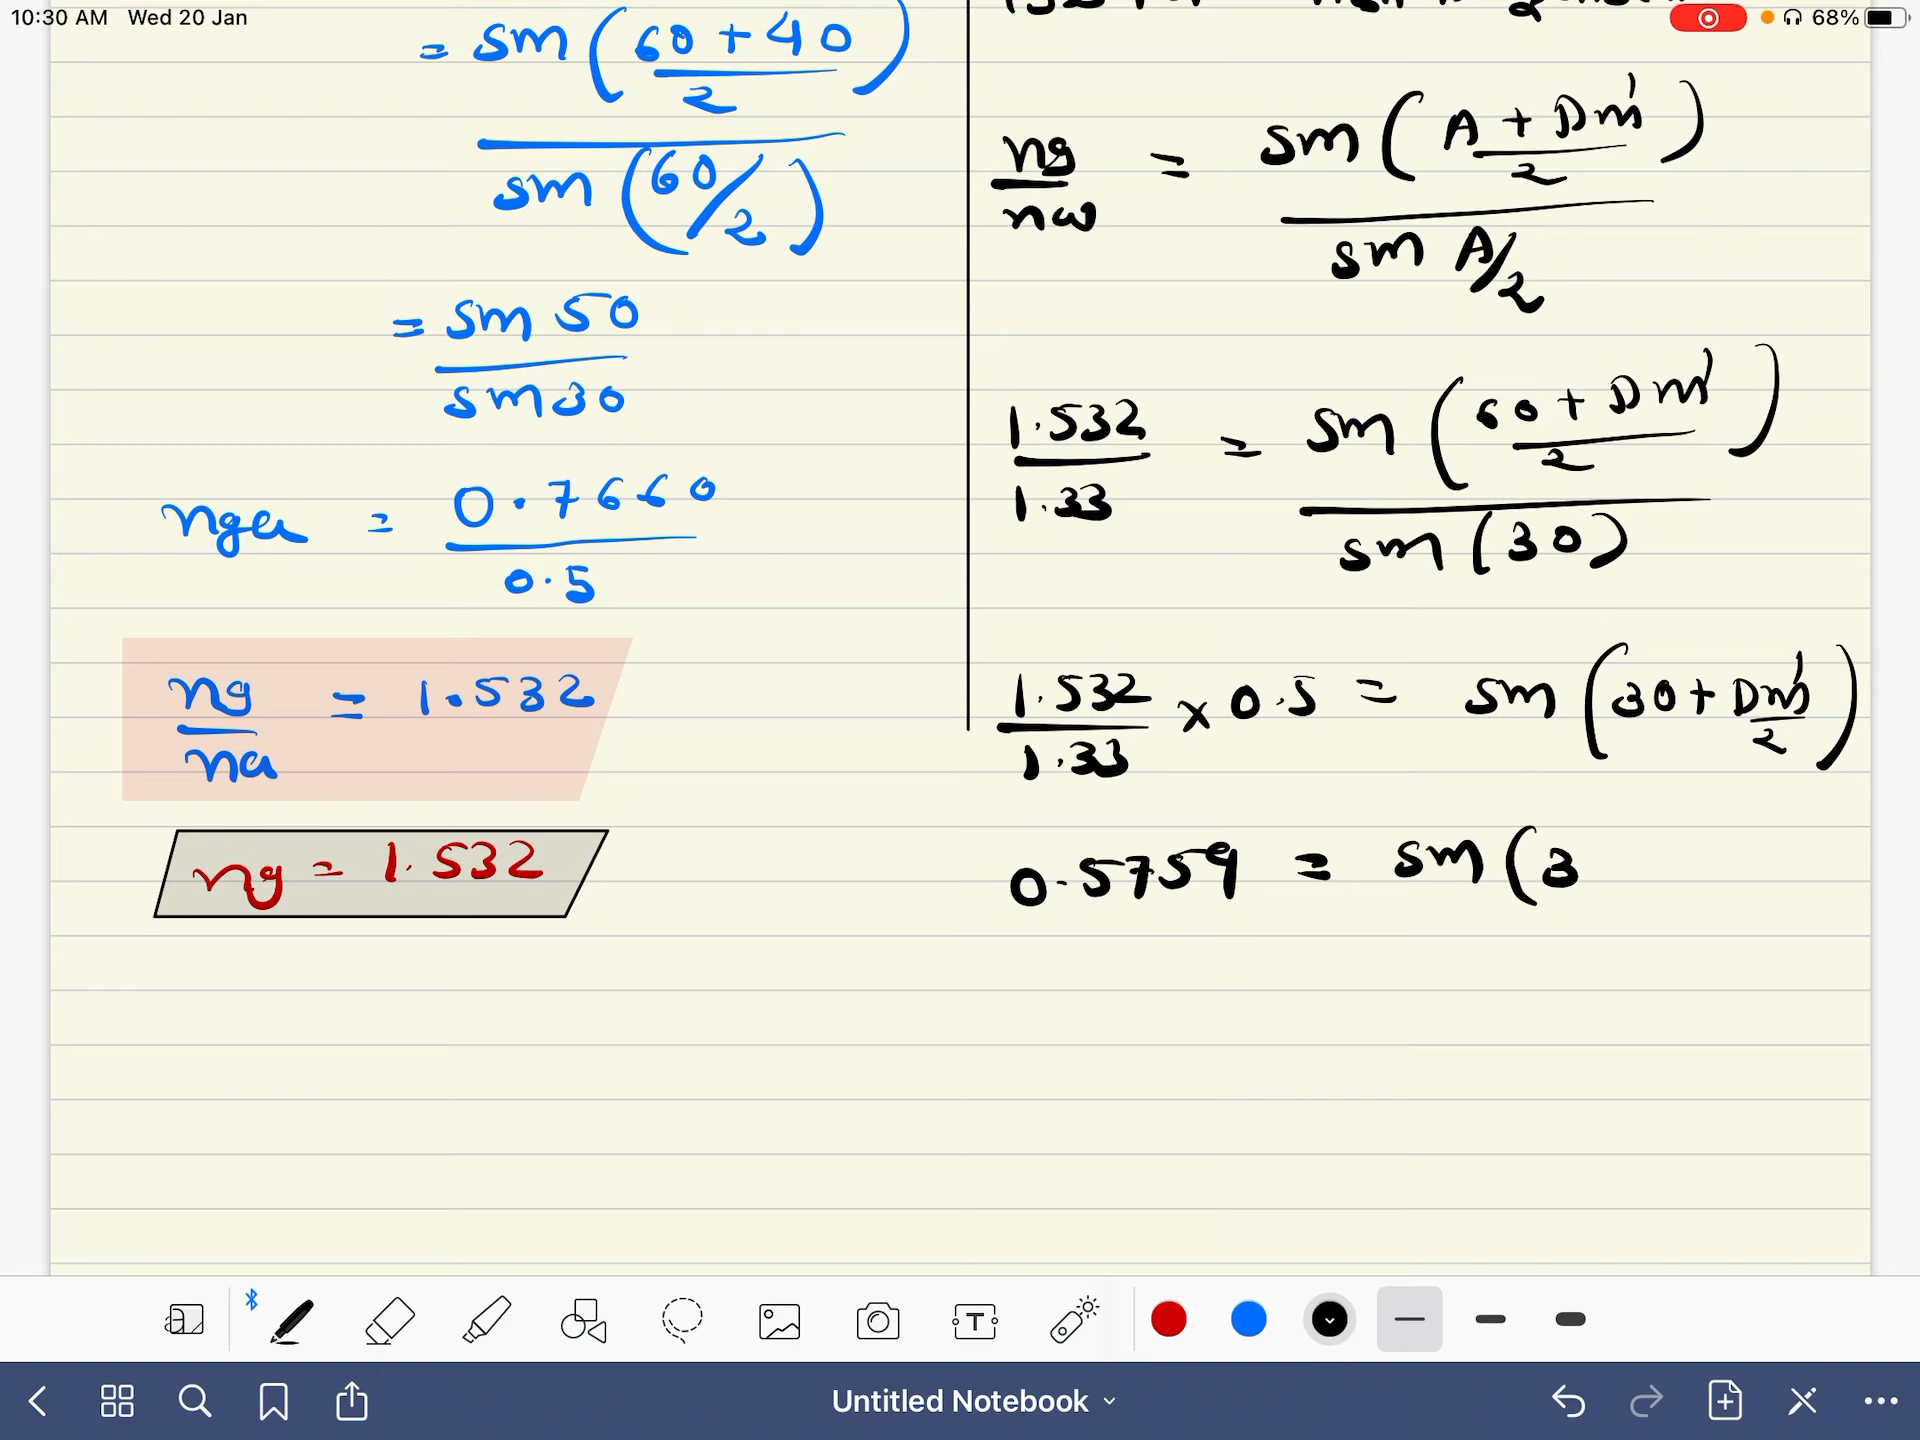 10:30 AM Wed 20 Jan
68%
= sin (60 + 40 / 2)
sin (60/2)
= sin 50
sin 30
nga = 0.7660
0.5
ng = 1.532
na
ng = 1.532
ng = sin (A + Dm' / 2)
nw sin A/2
1.532 = sin (60 + Dm' / 2)
1.33 sin (30)
1.532 × 0.5 = sin (30 + Dm' / 2)
1.33
0.5759 = sin (3
T
Untitled Notebook